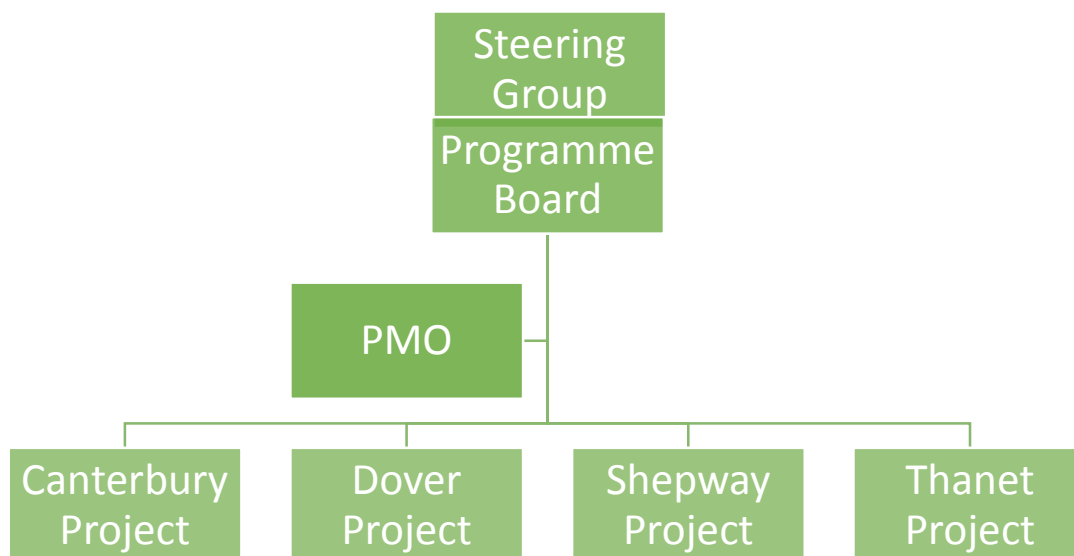 Steering
Group
Programme
Board
PMO
Canterbury
Project
Dover
Project
Shepway
Project
Thanet
Project